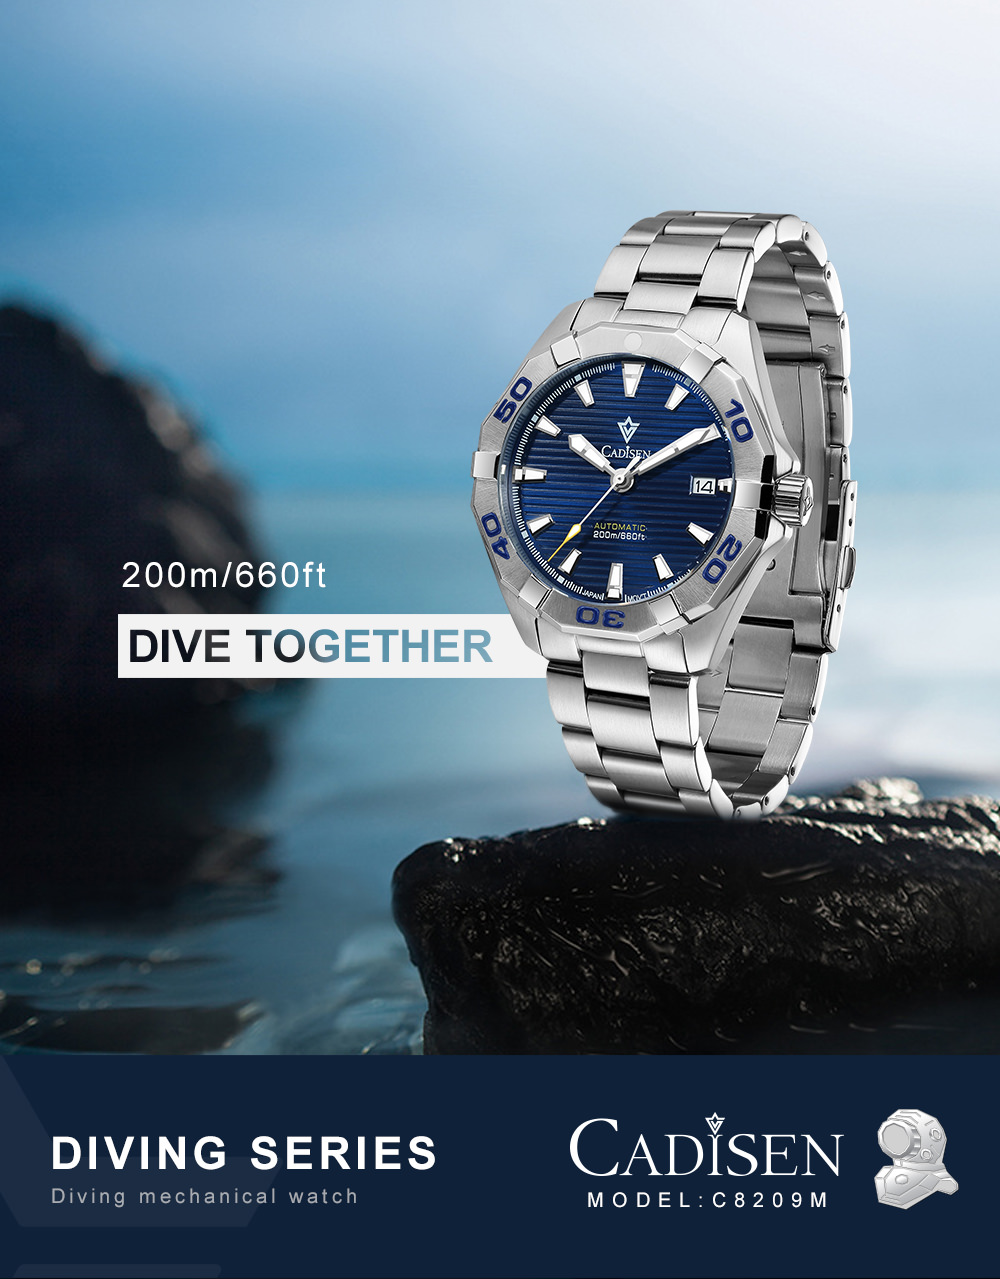 50
10
CADISEN
14
40
20
AUTOMATIC
200m/660ft
JAPAN MOV'T
30
200m/660ft
DIVE TOGETHER
DIVING SERIES
Diving mechanical watch
CADISEN
MODEL:C8209M